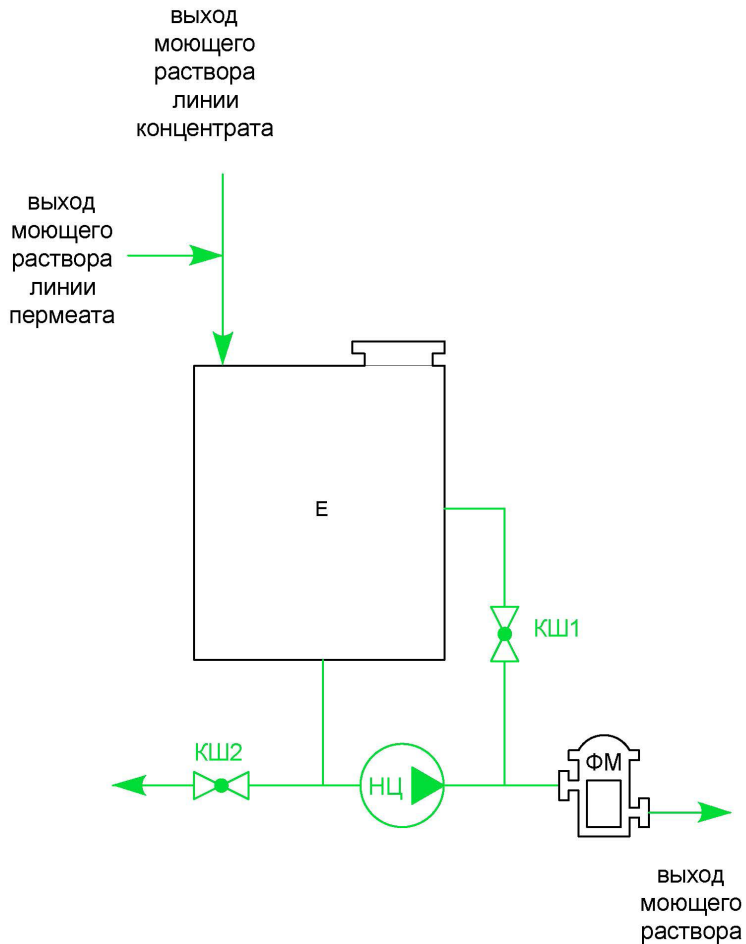 выход
моющего
раствора
линии
концентрата
выход
моющего
раствора
линии
пермеата
Е
КШ1
КШ2
НЦ
ФМ
выход
моющего
раствора